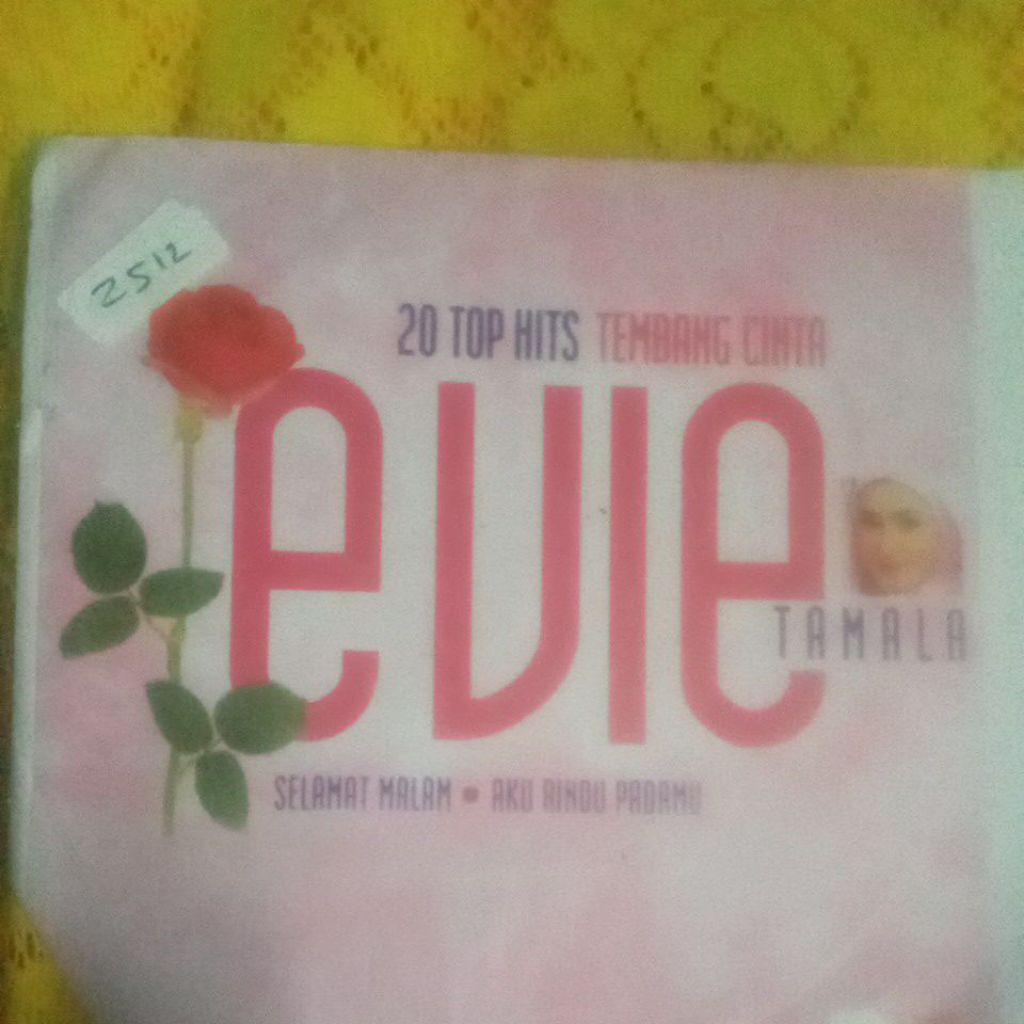 2512
20 TOP HITS TEMBANG CINTA
evie
TAMALA
SELAMAT MALAM • AKU RINDU PADAMU